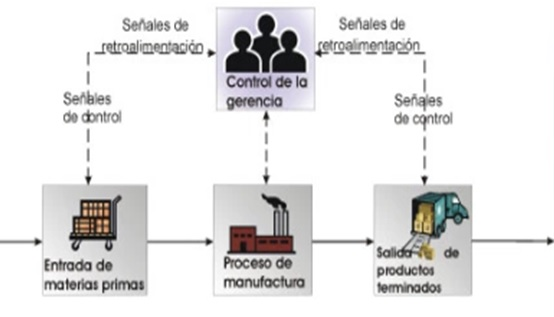 Señales de
retroalimentación
Señales de
retroalimentación
Control de la
gerencia
Señales
de control
Señales
de control
Entrada de
materias primas
Proceso de
manufactura
Salida de
productos
terminados